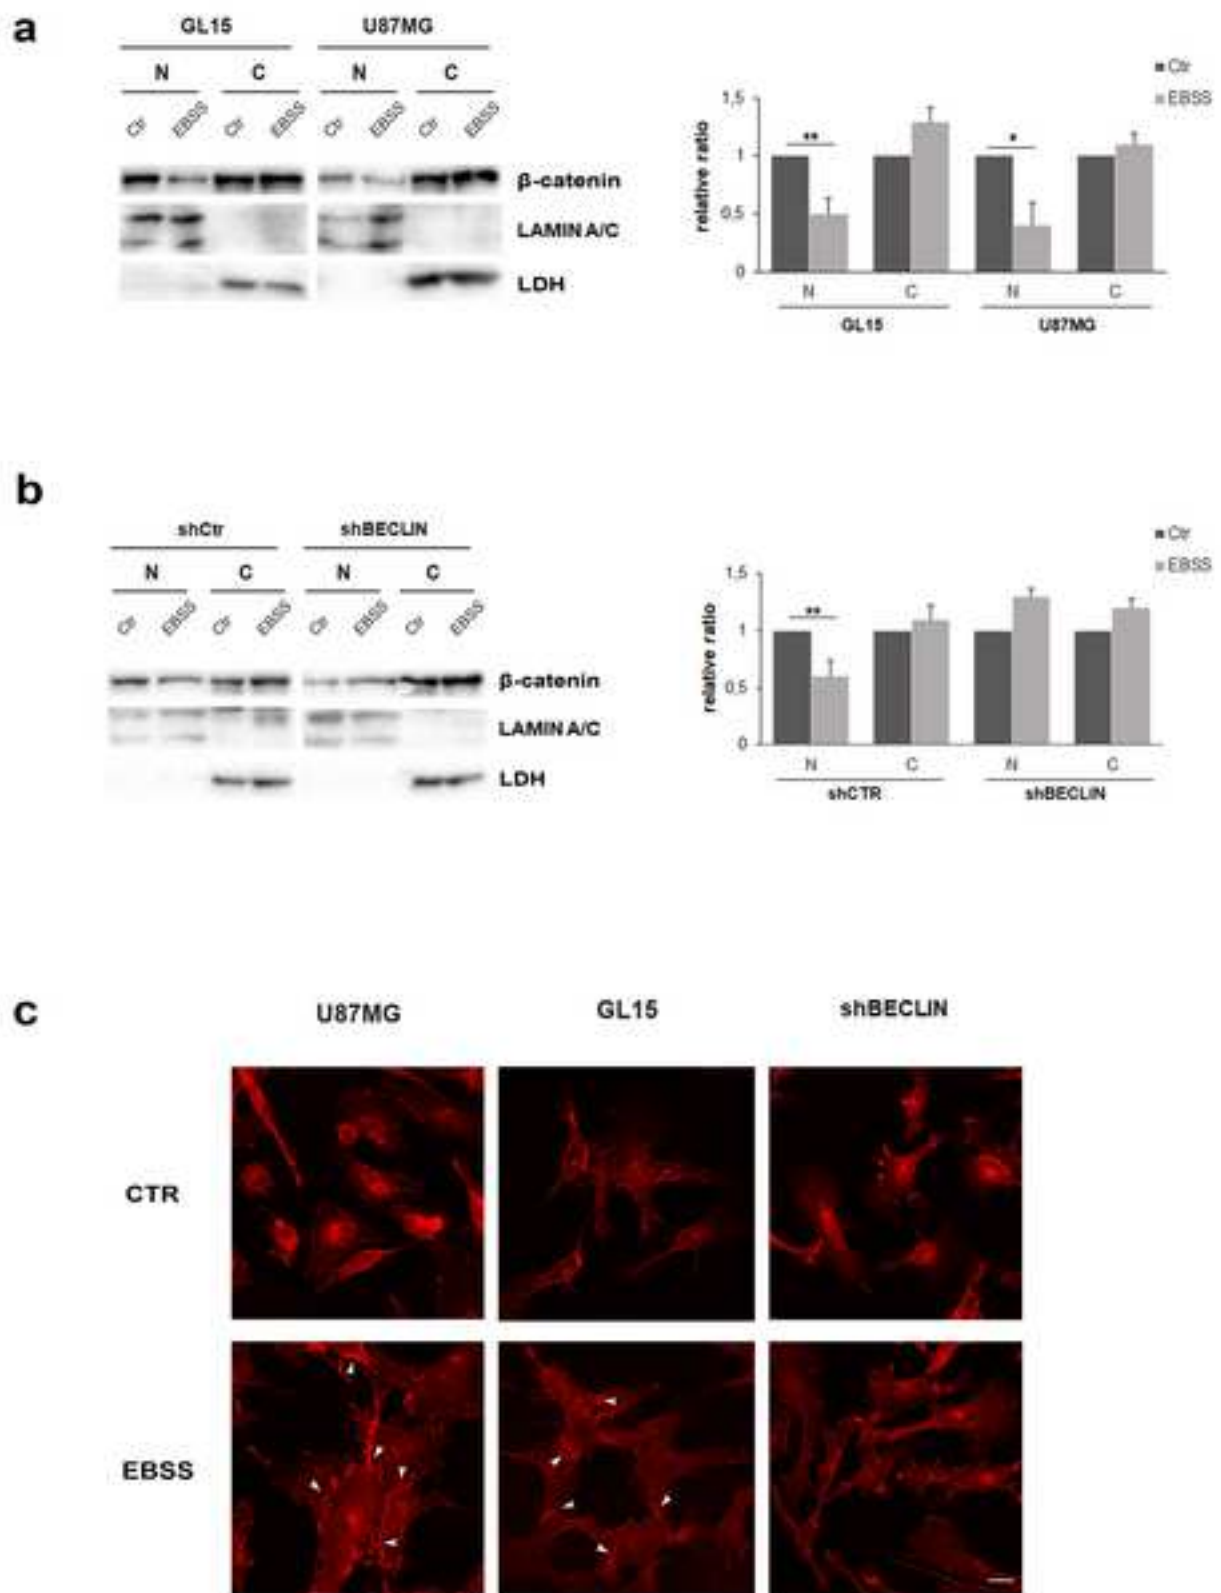 a
GL15 U87MG
N C N C
Ctr EBSS Ctr EBSS Ctr EBSS Ctr EBSS
β-catenin
LAMIN A/C
LDH
Ctr
EBSS
relative ratio
1,5
1
0,5
0
** *
N C N C
GL15 U87MG
b
shCtr shBECLIN
N C N C
Ctr EBSS Ctr EBSS Ctr EBSS Ctr EBSS
β-catenin
LAMIN A/C
LDH
Ctr
EBSS
relative ratio
1,5
1
0,5
0
**
N C N C
shCTR shBECLIN
c
U87MG GL15 shBECLIN
CTR
EBSS